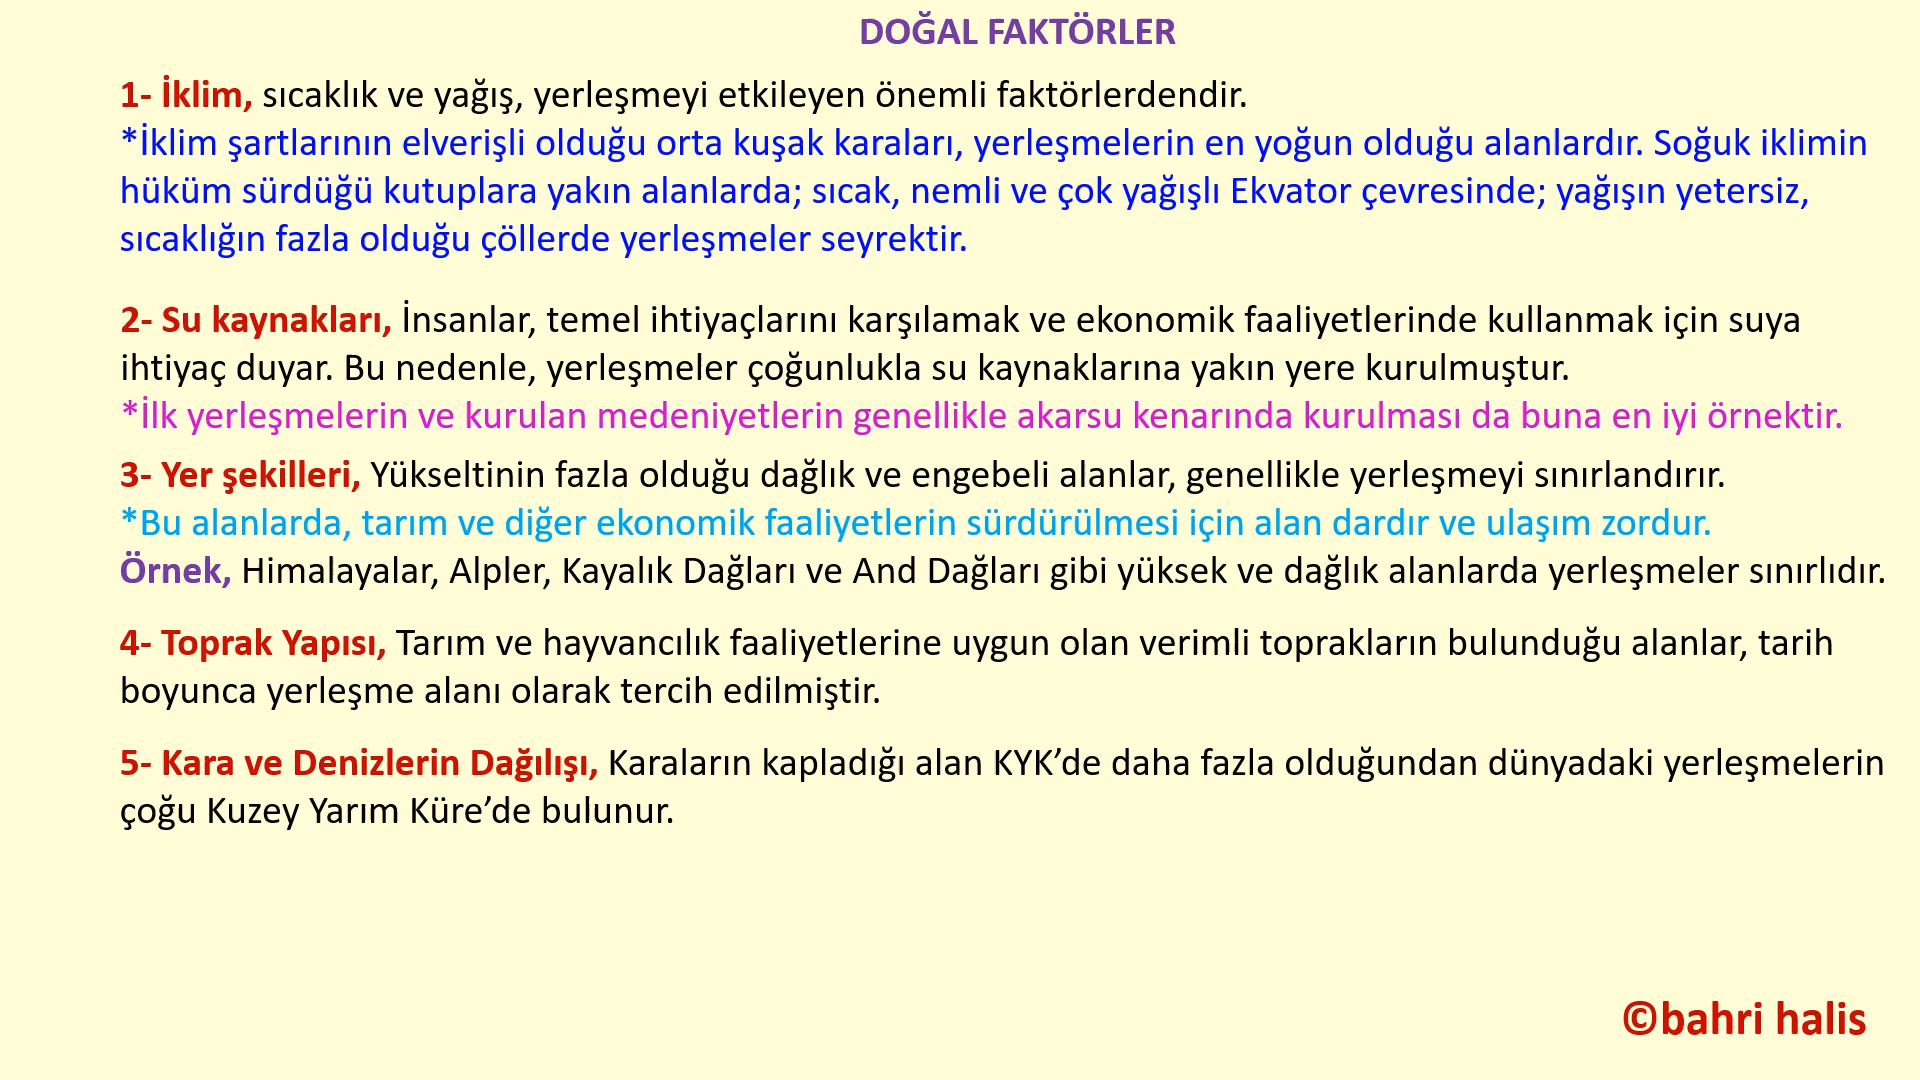 DOĞAL FAKTÖRLER
1- İklim, sıcaklık ve yağış, yerleşmeyi etkileyen önemli faktörlerdendir.
*İklim şartlarının elverişli olduğu orta kuşak karaları, yerleşmelerin en yoğun olduğu alanlardır. Soğuk iklimin
hüküm sürdüğü kutuplara yakın alanlarda; sıcak, nemli ve çok yağışlı Ekvator çevresinde; yağışın yetersiz,
sıcaklığın fazla olduğu çöllerde yerleşmeler seyrektir.
2- Su kaynakları, İnsanlar, temel ihtiyaçlarını karşılamak ve ekonomik faaliyetlerinde kullanmak için suya
ihtiyaç duyar. Bu nedenle, yerleşmeler çoğunlukla su kaynaklarına yakın yere kurulmuştur.
*İlk yerleşmelerin ve kurulan medeniyetlerin genellikle akarsu kenarında kurulması da buna en iyi örnektir.
3- Yer şekilleri, Yükseltinin fazla olduğu dağlık ve engebeli alanlar, genellikle yerleşmeyi sınırlandırır.
*Bu alanlarda, tarım ve diğer ekonomik faaliyetlerin sürdürülmesi için alan dardır ve ulaşım zordur.
Örnek, Himalayalar, Alpler, Kayalık Dağları ve And Dağları gibi yüksek ve dağlık alanlarda yerleşmeler sınırlıdır.
4- Toprak Yapısı, Tarım ve hayvancılık faaliyetlerine uygun olan verimli toprakların bulunduğu alanlar, tarih
boyunca yerleşme alanı olarak tercih edilmiştir.
5- Kara ve Denizlerin Dağılışı, Karaların kapladığı alan KYK’de daha fazla olduğundan dünyadaki yerleşmelerin
çoğu Kuzey Yarım Küre’de bulunur.
©bahri halis